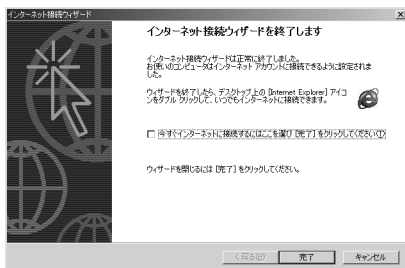 インターネット接続ウィザード
インターネット接続ウィザードを終了します
インターネット接続ウィザードは正常に終了しました。
お使いのコンピュータはインターネット アカウントに接続できるように設定されま
した。
ウィザードを終了したら、デスクトップ上の [Internet Explorer] アイコ
ンをダブル クリックして、いつでもインターネットに接続できます。
今すぐインターネットに接続するにはここを選び [完了] をクリックしてください(T)
ウィザードを閉じるには [完了] をクリックしてください。
< 戻る(B)
完了
キャンセル